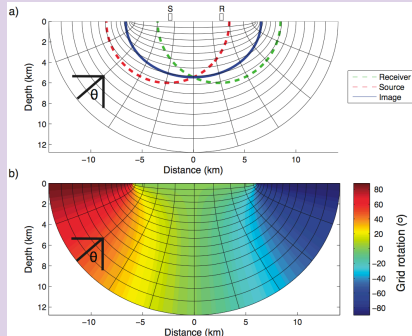 a)
S R
0
2
4
6
8
10
12
Depth (km)
θ
−10 −5 0 5 10
Distance (km)
Receiver
Source
Image
b)
0
2
4
6
8
10
12
Depth (km)
θ
−10 −5 0 5 10
Distance (km)
80
60
40
20
0
−20
−40
−60
−80
Grid rotation (º)